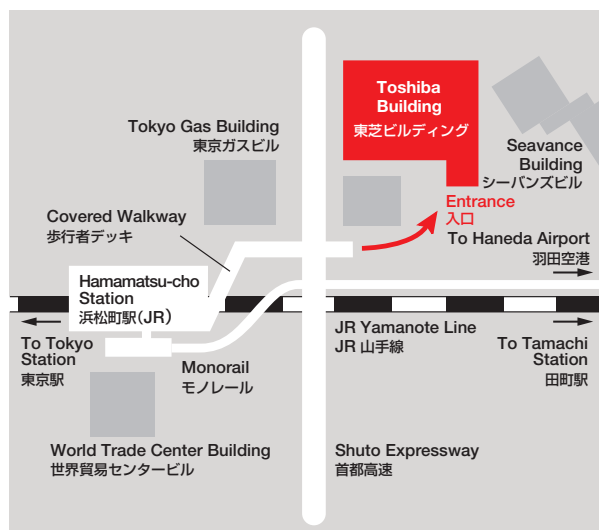 Toshiba
Building
東芝ビルディング
Tokyo Gas Building
東京ガスビル
Seavance
Building
シーバンズビル
Entrance
入口
Covered Walkway
歩行者デッキ
To Haneda Airport
羽田空港
Hamamatsu-cho
Station
浜松町駅(JR)
To Tokyo
Station
東京駅
JR Yamanote Line
JR 山手線
To Tamachi
Station
田町駅
Monorail
モノレール
World Trade Center Building
世界貿易センタービル
Shuto Expressway
首都高速